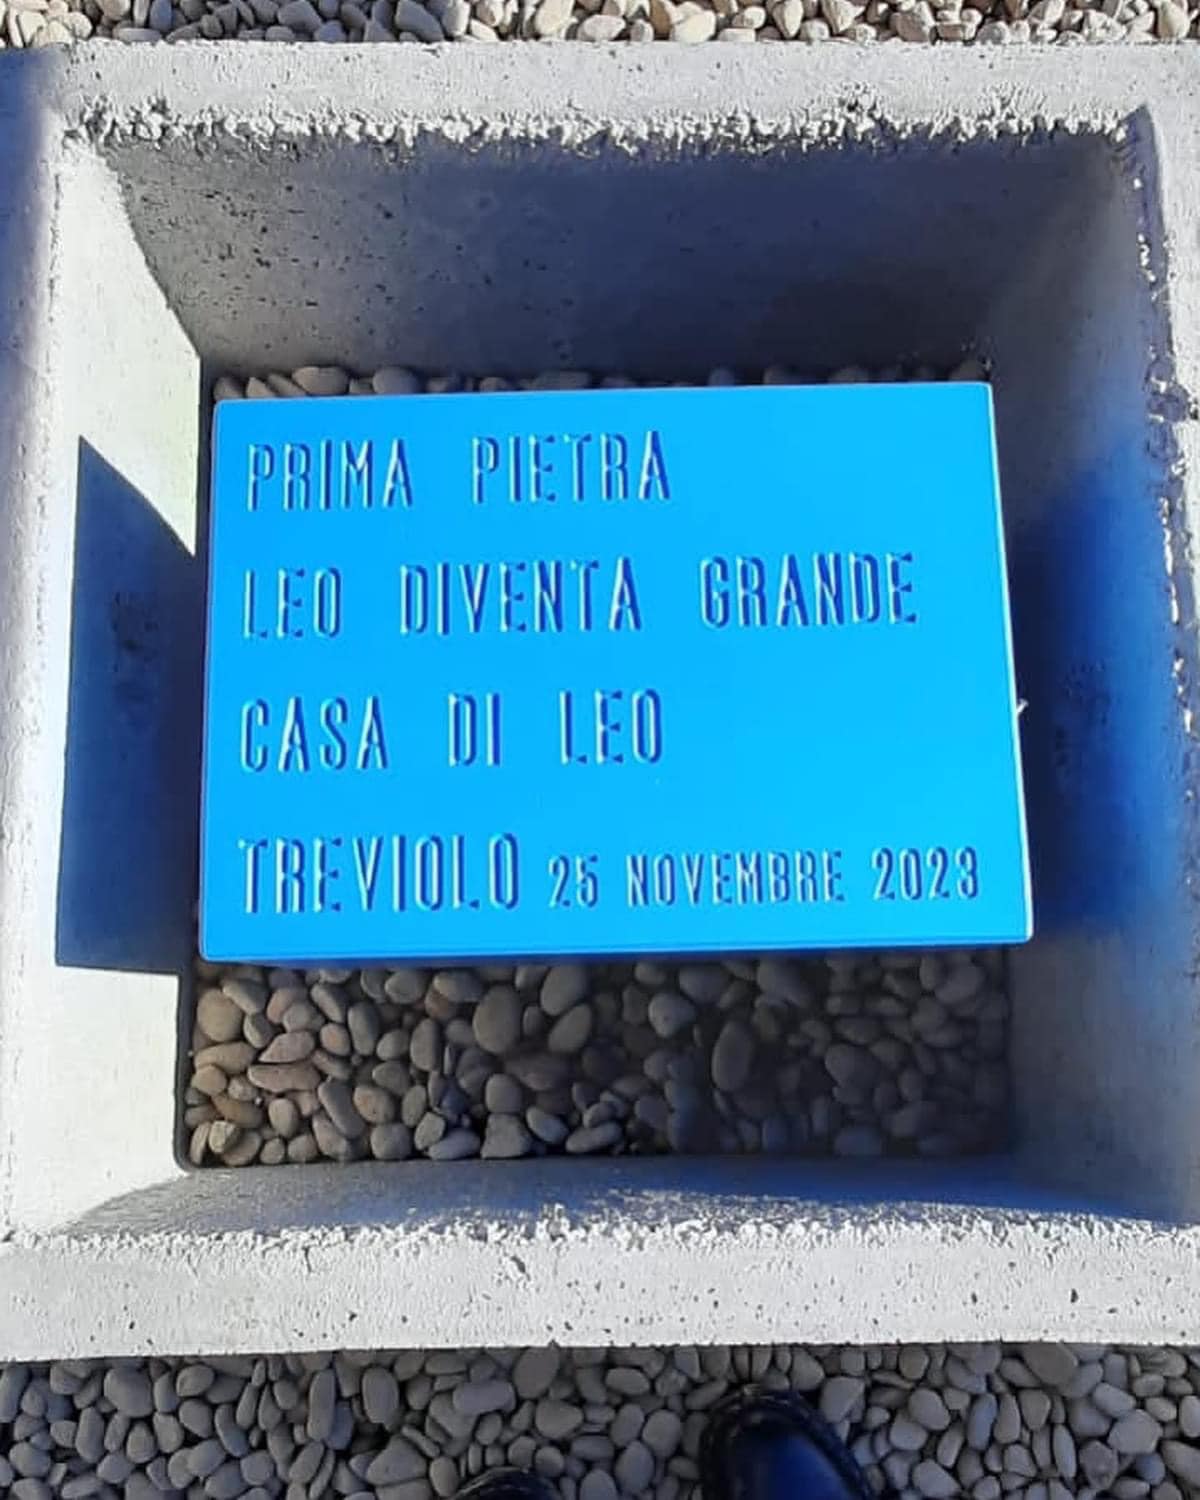 PRIMA PIETRA
LEO DIVENTA GRANDE
CASA DI LEO
TREVIOLO 25 NOVEMBRE 2023